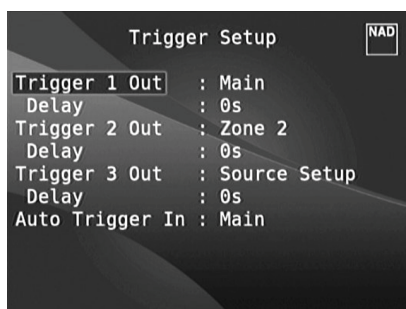 Trigger Setup
NAD
Trigger 1 Out : Main
Delay : 0s
Trigger 2 Out : Zone 2
Delay : 0s
Trigger 3 Out : Source Setup
Delay : 0s
Auto Trigger In : Main